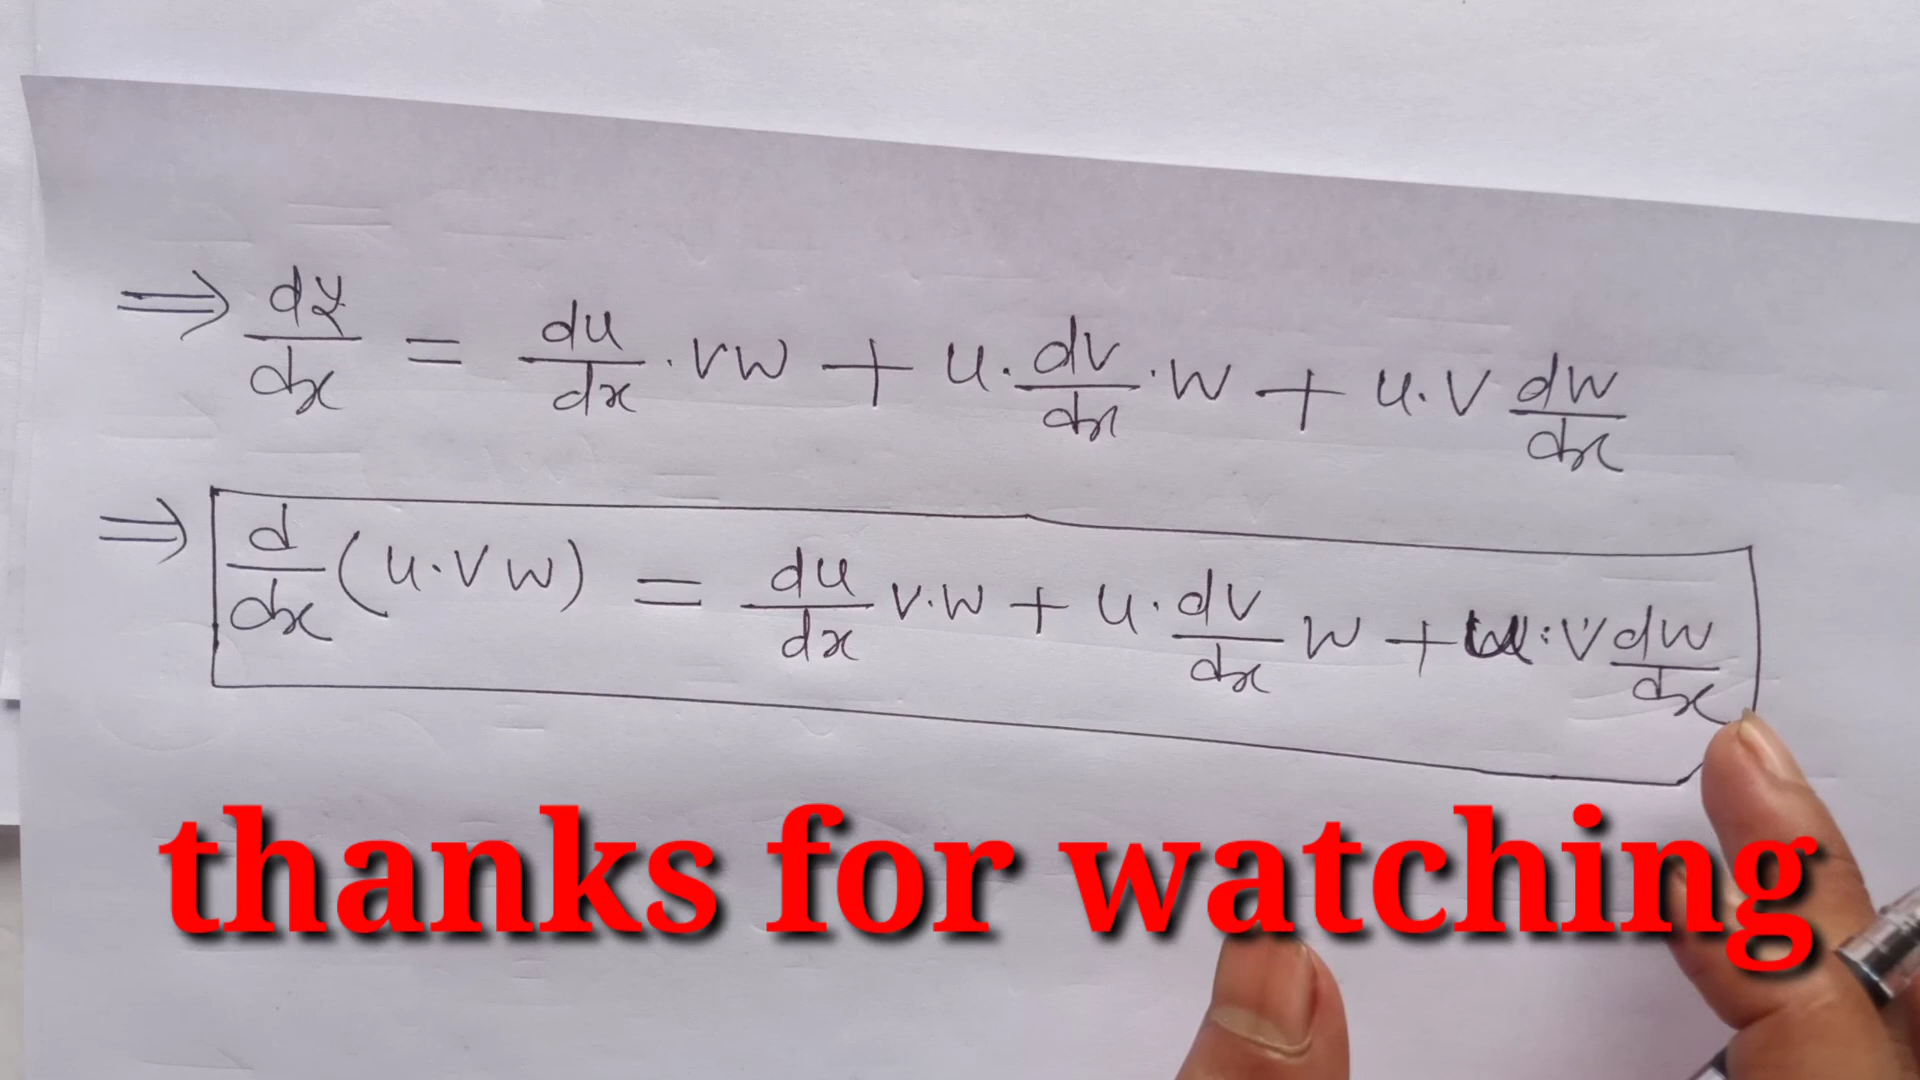 ⇒ dy/dx = du/dx · vw + u · dv/dx · w + u · v dw/dx
⇒ d/dx (u · v w) = du/dx v · w + u · dv/dx w + u · v dw/dx
thanks for watching